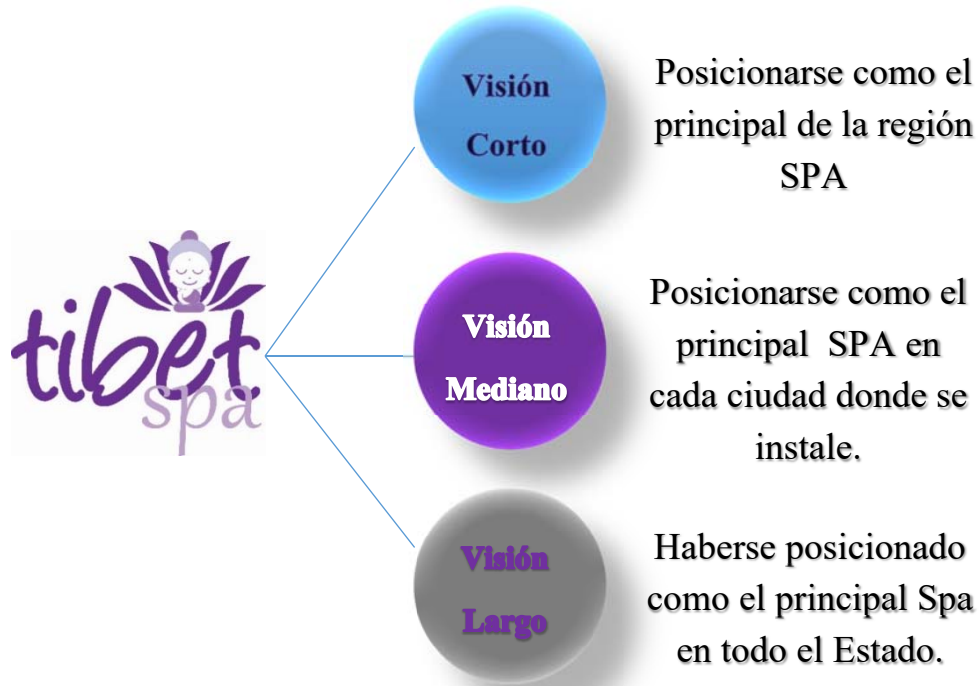 tibet
spa
Visión
Corto
Posicionarse como el
principal de la región
SPA
Visión
Mediano
Posicionarse como el
principal SPA en
cada ciudad donde se
instale.
Visión
Largo
Haberse posicionado
como el principal Spa
en todo el Estado.